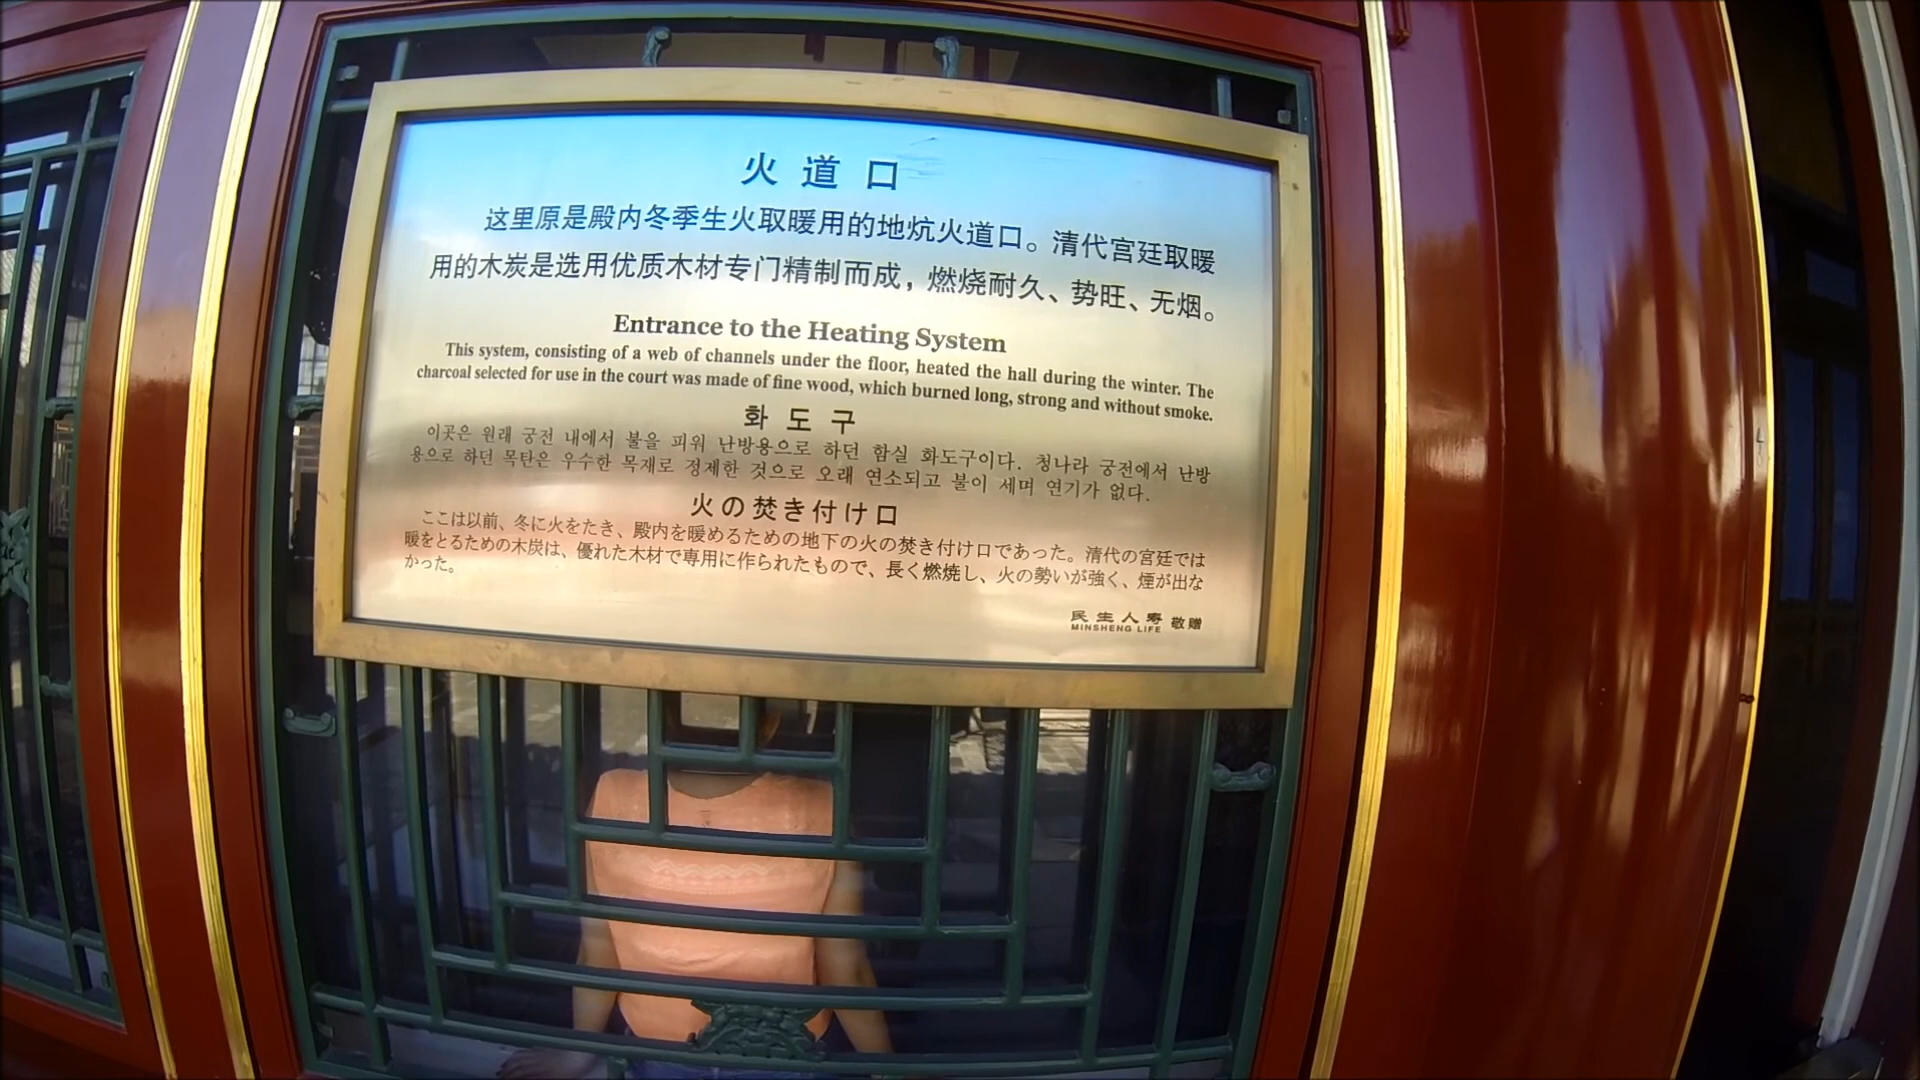 火道口
这里原是殿内冬季生火取暖用的地炕火道口。清代宫廷取暖
用的木炭是选用优质木材专门精制而成，燃烧耐久、势旺、无烟。
Entrance to the Heating System
This system, consisting of a web of channels under the floor, heated the hall during the winter. The
charcoal selected for use in the court was made of fine wood, which burned long, strong and without smoke.
화도구
이곳은 원래 궁전 내에서 불을 피워 난방용으로 하던 함실 화도구이다. 청나라 궁전에서 난방
용으로 하던 목탄은 우수한 목재로 정제한 것으로 오래 연소되고 불이 세며 연기가 없다.
火の焚き付け口
ここは以前、冬に火をたき、殿内を暖めるための地下の火の焚き付け口であった。清代の宮廷では
暖をとるための木炭は、優れた木材で専用に作られたもので、長く燃焼し、火の勢いが強く、煙が出な
かった。
民生人寿 敬赠
MINSHENG LIFE